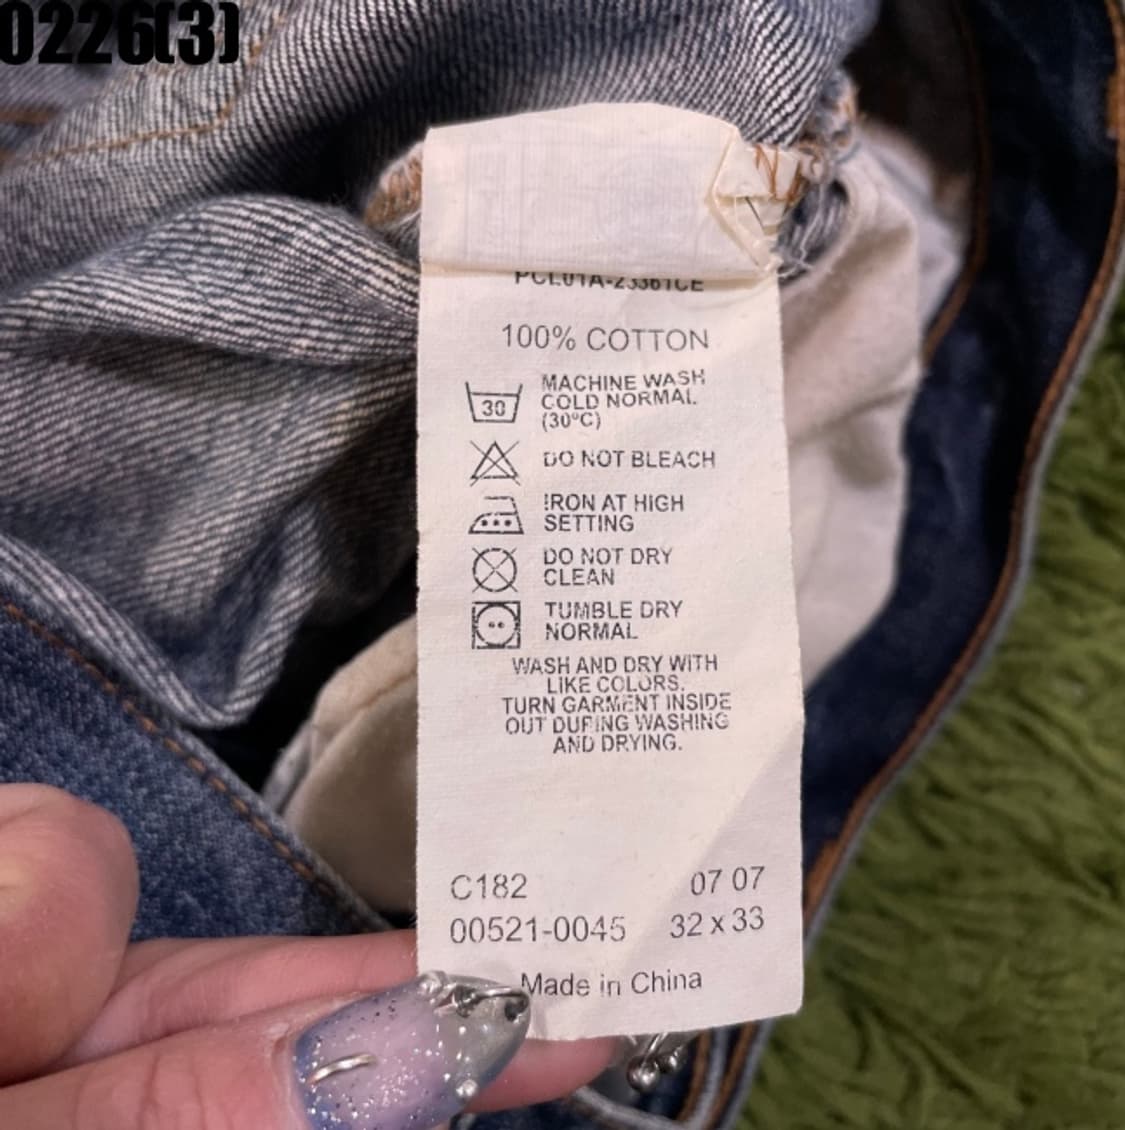 0226(3)
PCL01A-23361CE
100% COTTON
30
MACHINE WASH
COLD NORMAL
(30°C)
DO NOT BLEACH
IRON AT HIGH
SETTING
DO NOT DRY
CLEAN
TUMBLE DRY
NORMAL
WASH AND DRY WITH
LIKE COLORS.
TURN GARMENT INSIDE
OUT DURING WASHING
AND DRYING.
C182 07 07
00521-0045 32 x 33
Made in China